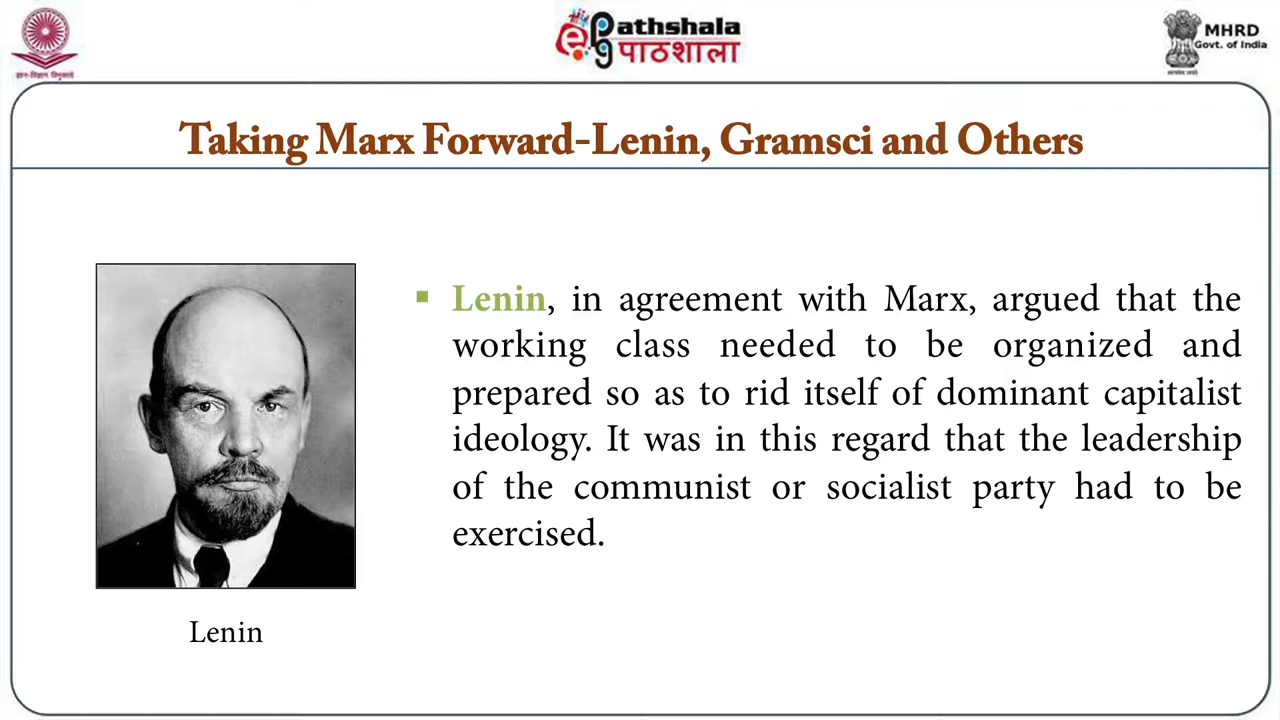 ज्ञान-विज्ञान विमुक्तये
ePathshala
पाठशाला
MHRD
Govt. of India
Taking Marx Forward-Lenin, Gramsci and Others
▪ Lenin, in agreement with Marx, argued that the
working class needed to be organized and
prepared so as to rid itself of dominant capitalist
ideology. It was in this regard that the leadership
of the communist or socialist party had to be
exercised.
Lenin